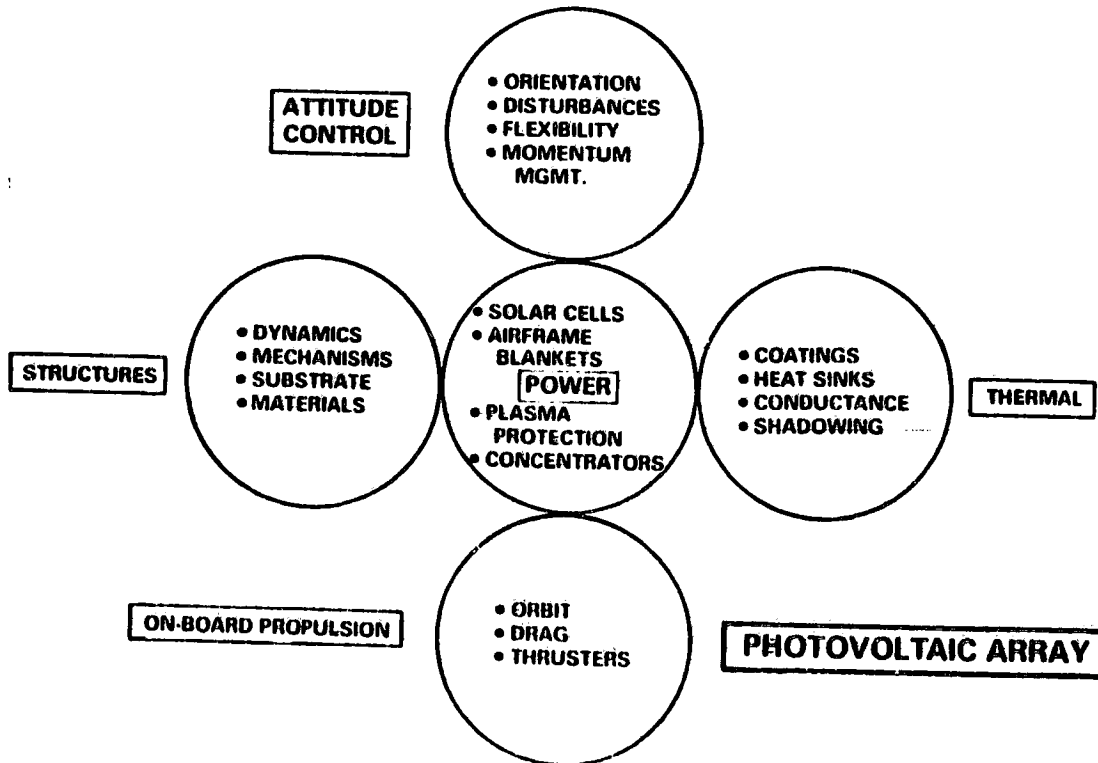 ATTITUDE
CONTROL
• ORIENTATION
• DISTURBANCES
• FLEXIBILITY
• MOMENTUM
MGMT.
STRUCTURES
• DYNAMICS
• MECHANISMS
• SUBSTRATE
• MATERIALS
• SOLAR CELLS
• AIRFRAME
BLANKETS
POWER
• PLASMA
PROTECTION
• CONCENTRATORS
• COATINGS
• HEAT SINKS
• CONDUCTANCE
• SHADOWING
THERMAL
ON-BOARD PROPULSION
• ORBIT
• DRAG
• THRUSTERS
PHOTOVOLTAIC ARRAY